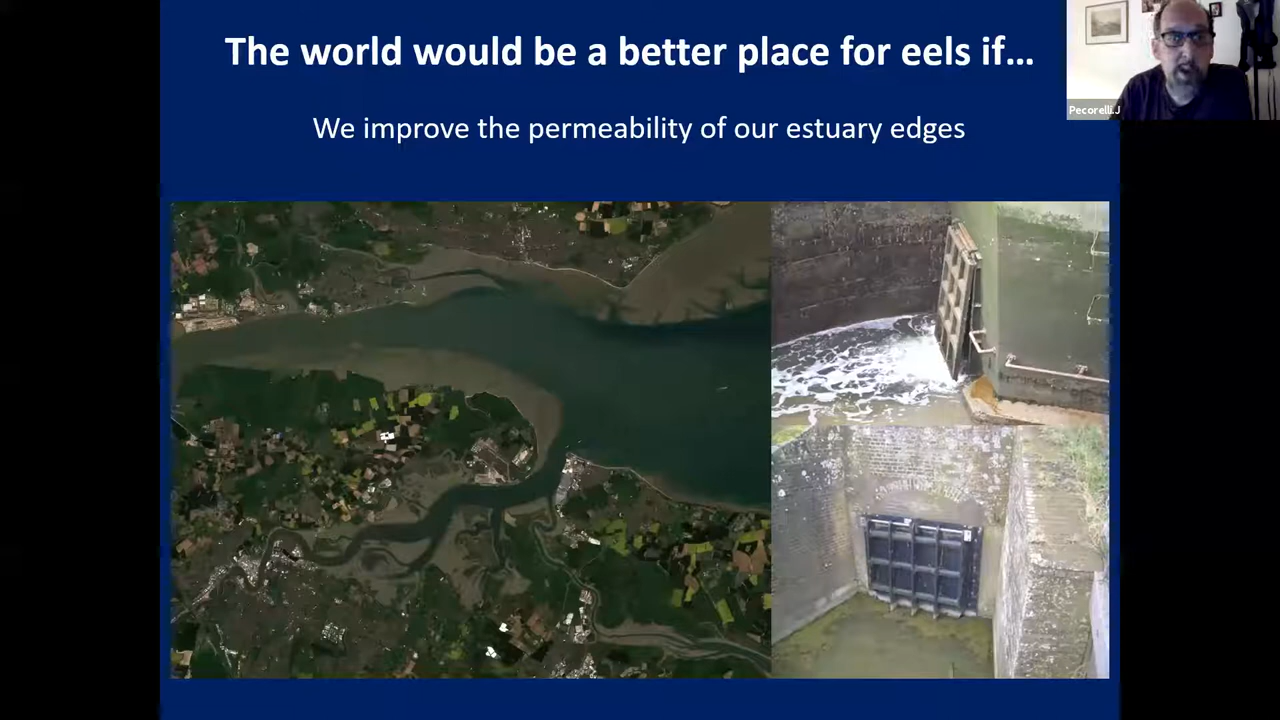 The world would be a better place for eels if...
We improve the permeability of our estuary edges
Pecorelli.J